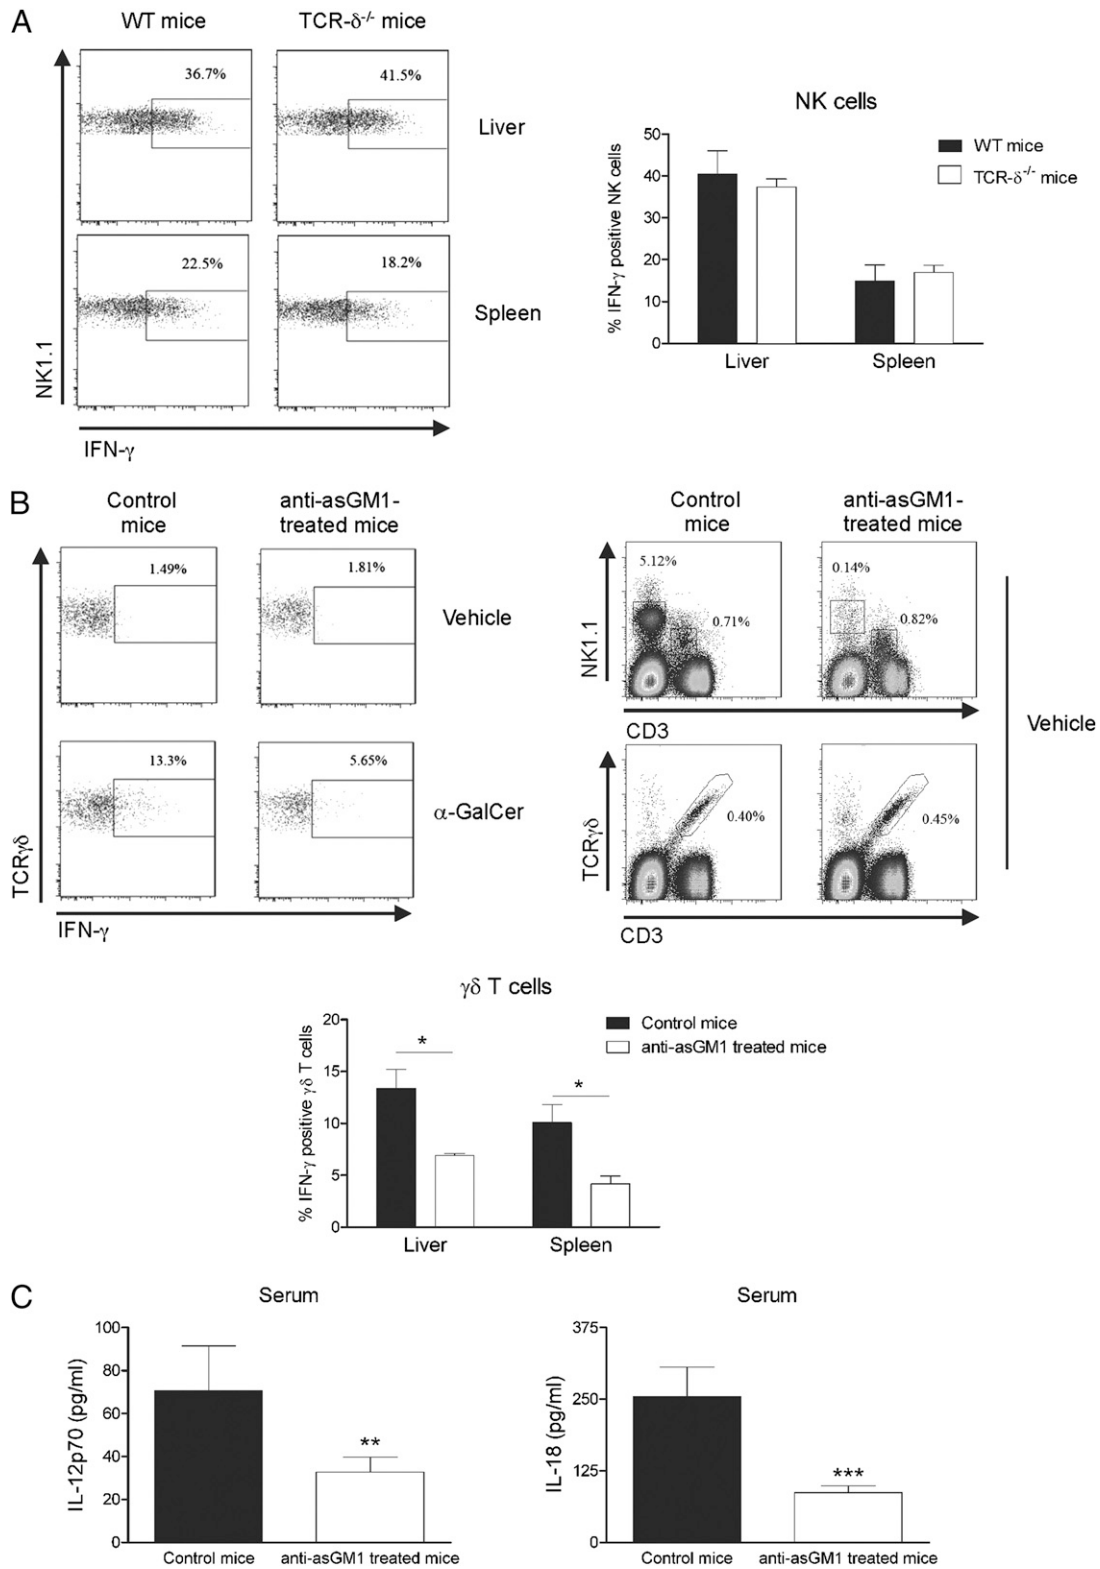 A
WT mice
TCR-δ-/- mice
36.7%
41.5%
Liver
22.5%
18.2%
Spleen
NK1.1
IFN-γ
NK cells
% IFN-γ positive NK cells
50
40
30
20
10
0
WT mice
TCR-δ-/- mice
Liver
Spleen
B
Control
mice
anti-asGM1-
treated mice
1.49%
1.81%
Vehicle
13.3%
5.65%
α-GalCer
TCRγδ
IFN-γ
Control
mice
anti-asGM1-
treated mice
5.12%
0.71%
0.14%
0.82%
NK1.1
CD3
Vehicle
0.40%
0.45%
TCRγδ
CD3
γδ T cells
% IFN-γ positive γδ T cells
20
15
10
5
0
*
*
Control mice
anti-asGM1 treated mice
Liver
Spleen
C
Serum
IL-12p70 (pg/ml)
100
80
60
40
20
0
**
Control mice
anti-asGM1 treated mice
Serum
IL-18 (pg/ml)
375
250
125
0
***
Control mice
anti-asGM1 treated mice